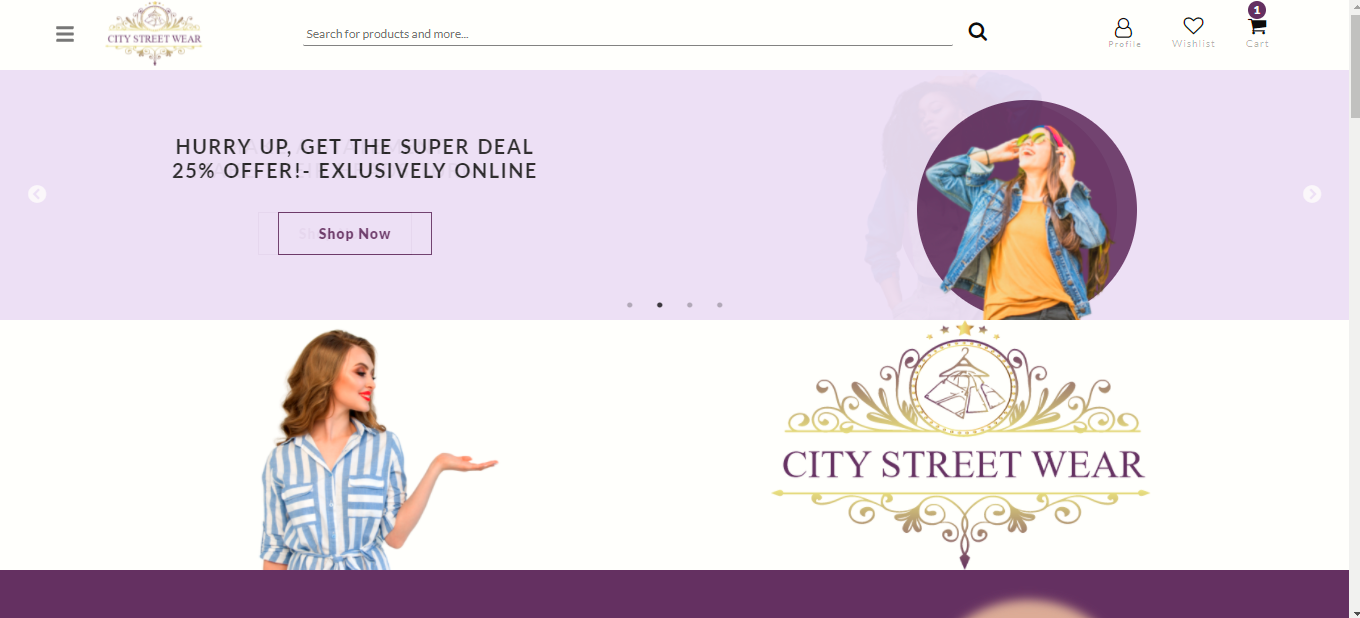 CITY STREET WEAR
Search for products and more...
Profile
Wishlist
1
Cart
HURRY UP, GET THE SUPER DEAL
25% OFFER!- EXLUSIVELY ONLINE
Shop Now
CITY STREET WEAR